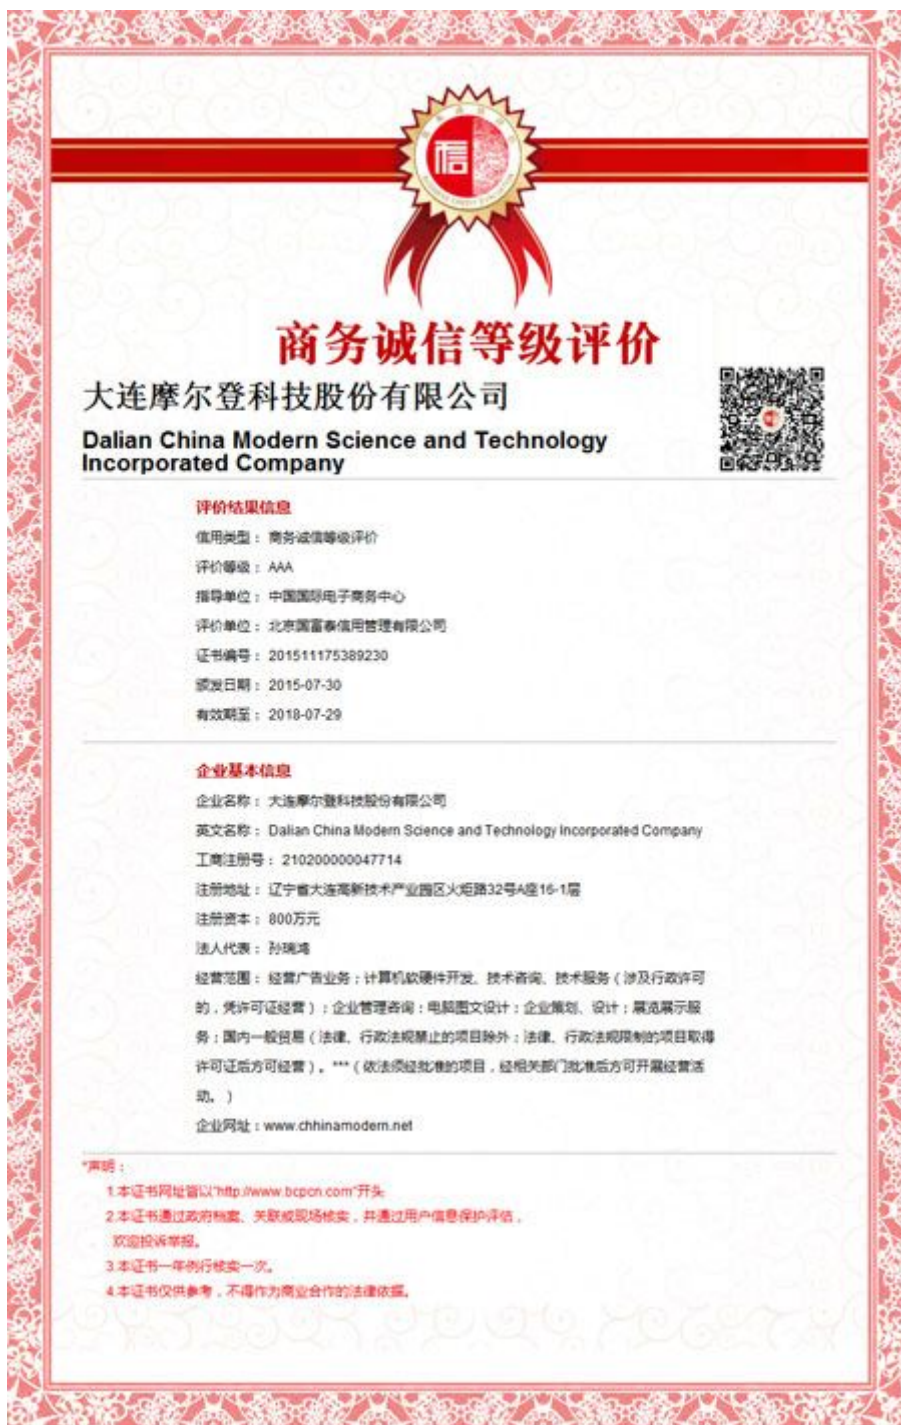 信
商务诚信等级评价
大连摩尔登科技股份有限公司
Dalian China Modern Science and Technology
Incorporated Company
评价结果信息
信用类型： 商务诚信等级评价
评价等级： AAA
指导单位： 中国国际电子商务中心
评价单位： 北京国富泰信用管理有限公司
证书编号： 201511175389230
颁发日期： 2015-07-30
有效期至： 2018-07-29
企业基本信息
企业名称： 大连摩尔登科技股份有限公司
英文名称： Dalian China Modern Science and Technology Incorporated Company
工商注册号： 210200000047714
注册地址： 辽宁省大连高新技术产业园区火炬路32号A座16-1层
注册资本： 800万元
法人代表： 孙瑞鸿
经营范围： 经营广告业务；计算机软硬件开发、技术咨询、技术服务（涉及行政许可
的，凭许可证经营）；企业管理咨询；电脑图文设计；企业策划、设计；展览展示服
务；国内一般贸易（法律、行政法规禁止的项目除外；法律、行政法规限制的项目取得
许可证后方可经营）。***（依法须经批准的项目，经相关部门批准后方可开展经营活
动。）
企业网址：www.chhinamodern.net
*声明：
1.本证书网址皆以"http://www.bcpcn.com"开头
2.本证书通过政府档案、关联或现场核实，并通过用户信息保护评估，
欢迎投诉举报。
3.本证书一年例行核实一次。
4.本证书仅供参考，不得作为商业合作的法律依据。